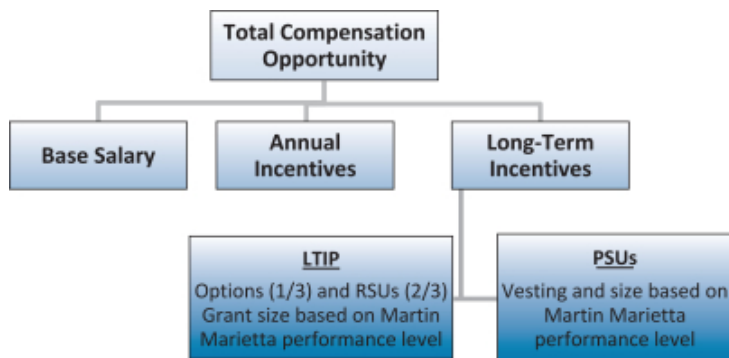 Total Compensation
Opportunity
Base Salary
Annual
Incentives
Long-Term
Incentives
LTIP
Options (1/3) and RSUs (2/3)
Grant size based on Martin
Marietta performance level
PSUs
Vesting and size based on
Martin Marietta
performance level